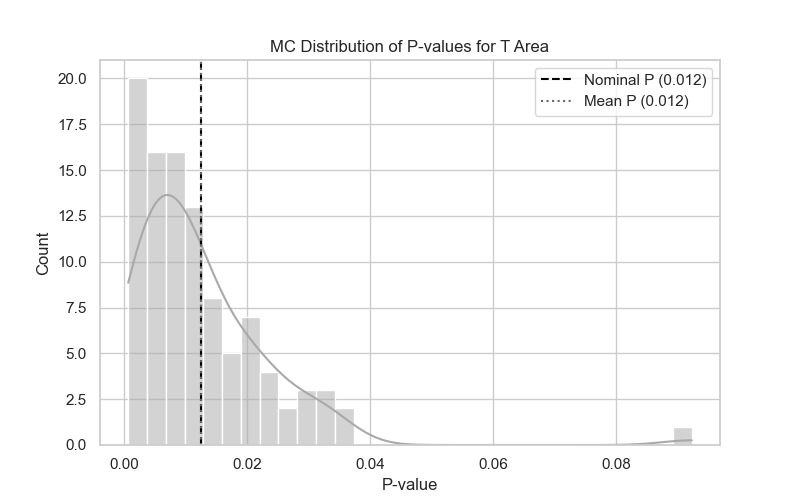 MC Distribution of P-values for T Area
Nominal P (0.012)
Mean P (0.012)
20.0
17.5
15.0
12.5
10.0
7.5
5.0
2.5
0.0
Count
0.00 0.02 0.04 0.06 0.08
P-value